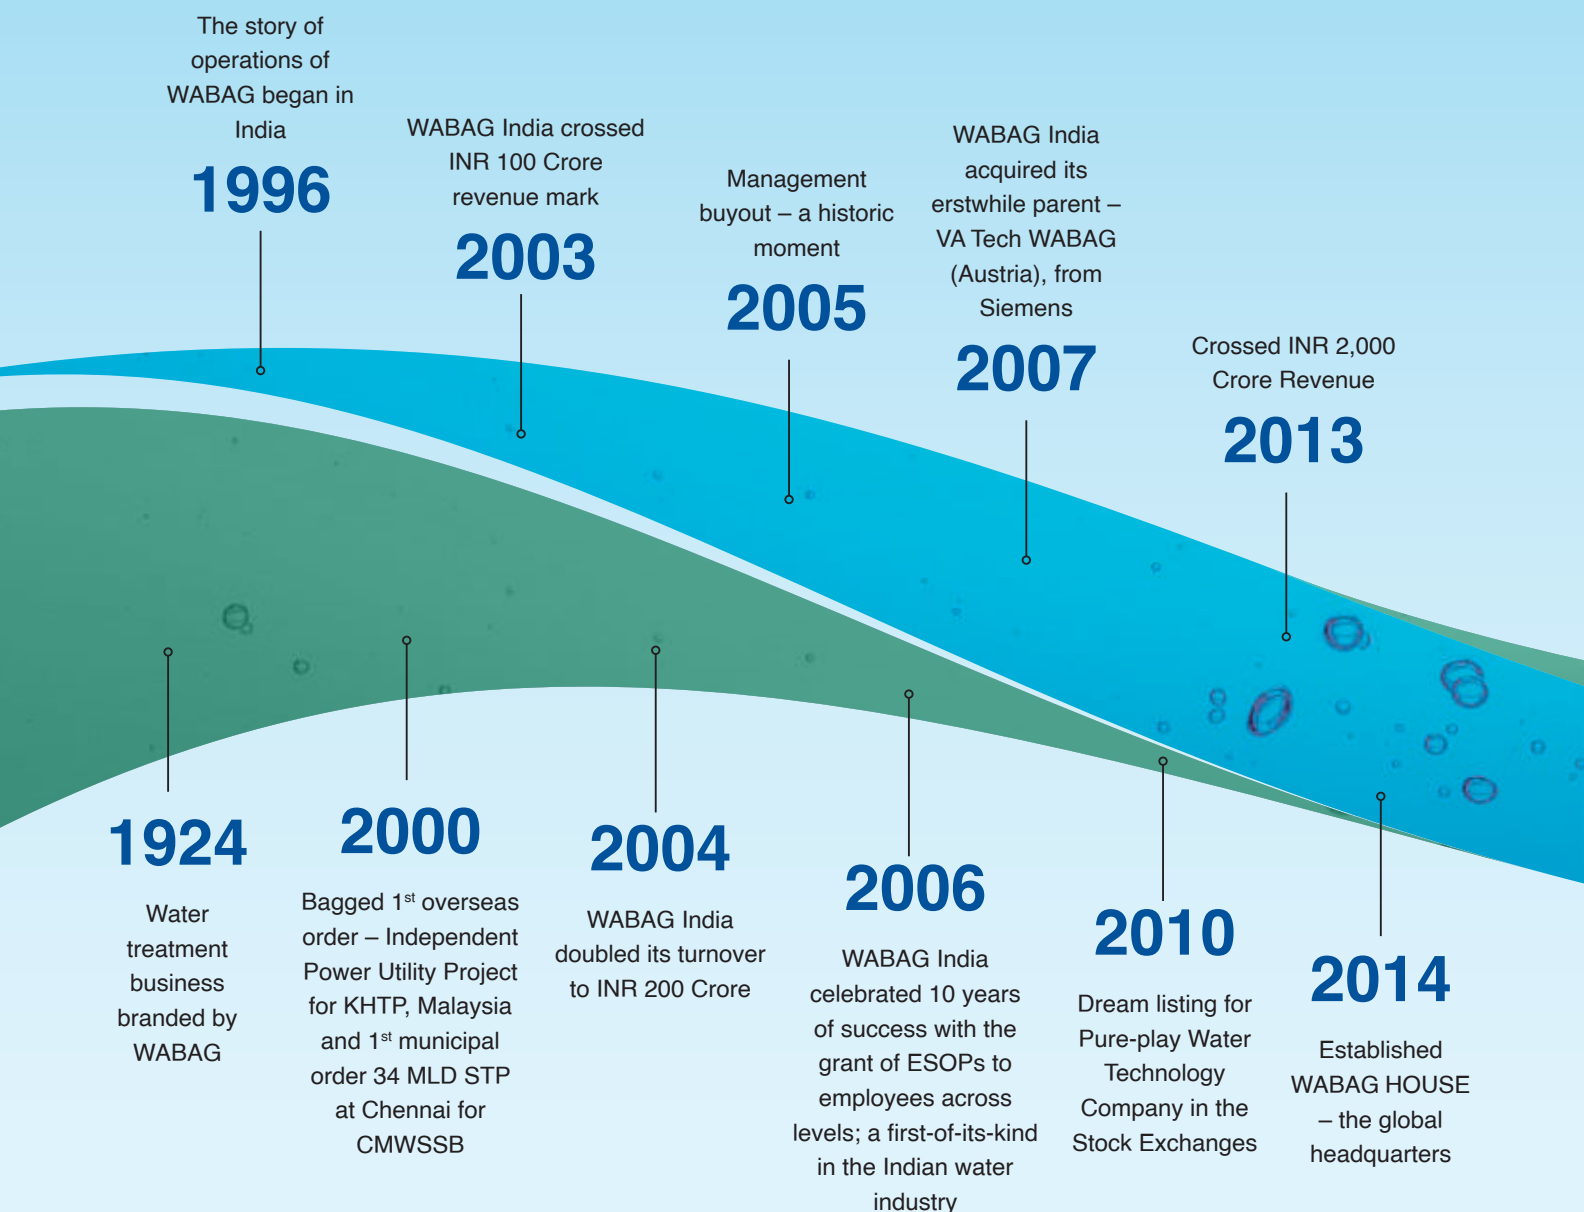 The story of
operations of
WABAG began in
India
1996
WABAG India crossed
INR 100 Crore
revenue mark
2003
Management
buyout – a historic
moment
2005
WABAG India
acquired its
erstwhile parent –
VA Tech WABAG
(Austria), from
Siemens
2007
Crossed INR 2,000
Crore Revenue
2013
1924
Water
treatment
business
branded by
WABAG
2000
Bagged 1st overseas
order – Independent
Power Utility Project
for KHTP, Malaysia
and 1st municipal
order 34 MLD STP
at Chennai for
CMWSSB
2004
WABAG India
doubled its turnover
to INR 200 Crore
2006
WABAG India
celebrated 10 years
of success with the
grant of ESOPs to
employees across
levels; a first-of-its-kind
in the Indian water
industry
2010
Dream listing for
Pure-play Water
Technology
Company in the
Stock Exchanges
2014
Established
WABAG HOUSE
– the global
headquarters